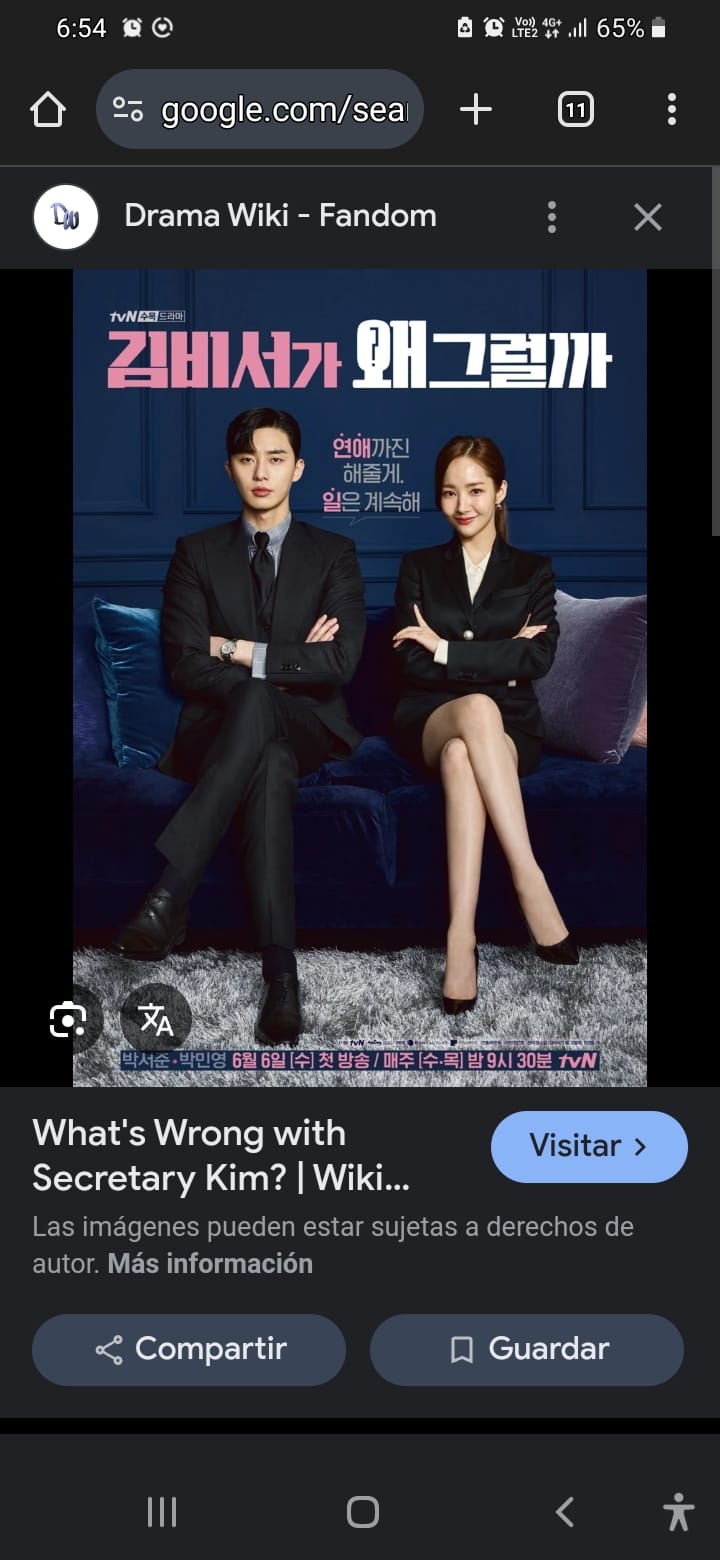 6:54
Vo)) LTE2 4G+ 65%
google.com/sea
11
DW
Drama Wiki - Fandom
tvN 수목드라마
김비서가 왜그럴까
연애까진
해줄게.
일은 계속해
박서준·박민영 6월 6일 [수] 첫 방송 / 매주 [수·목] 밤 9시 30분 tvN
What's Wrong with
Secretary Kim? | Wiki...
Visitar
Las imágenes pueden estar sujetas a derechos de
autor. Más información
Compartir
Guardar